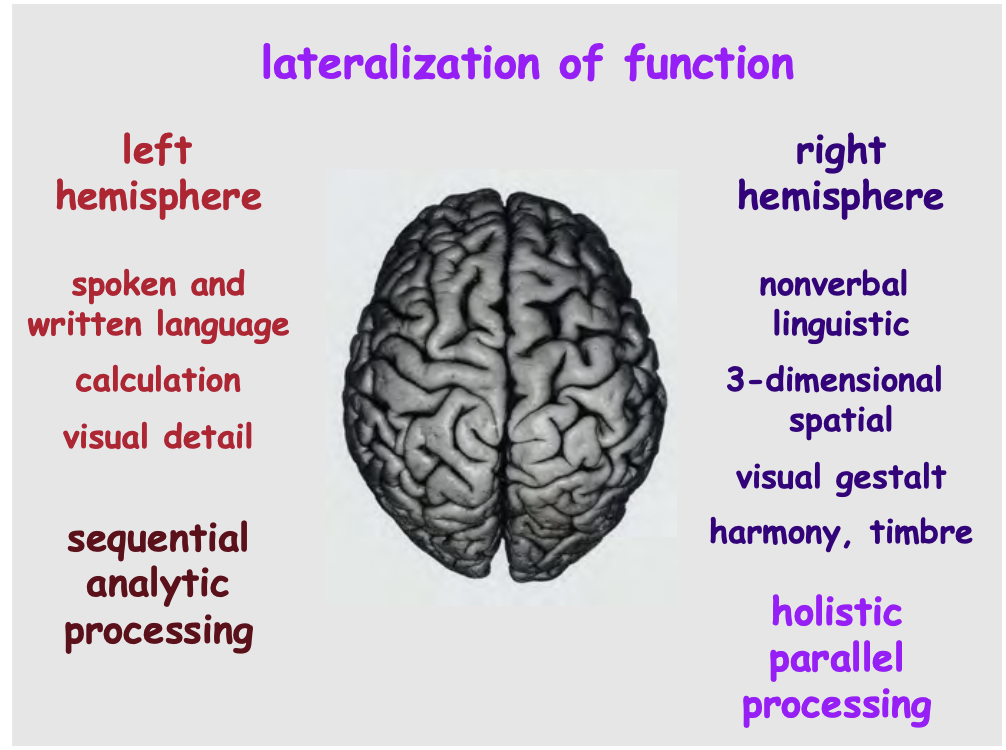 lateralization of function
left
hemisphere
spoken and
written language
calculation
visual detail
sequential
analytic
processing
right
hemisphere
nonverbal
linguistic
3-dimensional
spatial
visual gestalt
harmony, timbre
holistic
parallel
processing